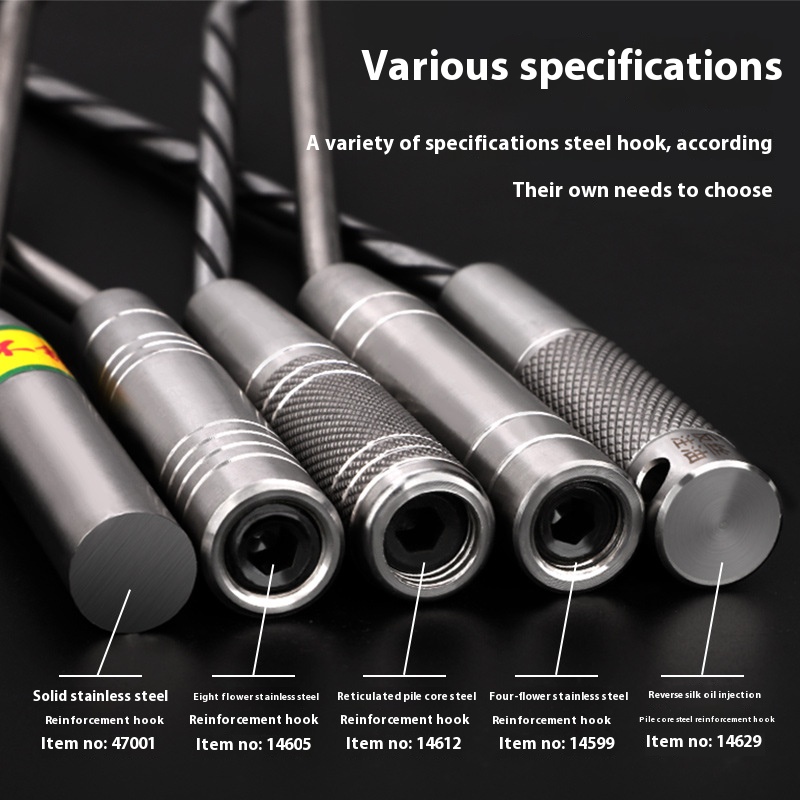 Various specifications
A variety of specifications steel hook, according
Their own needs to choose
Solid stainless steel
Reinforcement hook
Item no: 47001
Eight flower stainless steel
Reinforcement hook
Item no: 14605
Reticulated pile core steel
Reinforcement hook
Item no: 14612
Four-flower stainless steel
Reinforcement hook
Item no: 14599
Reverse silk oil injection
Pile core steel reinforcement hook
Item no: 14629